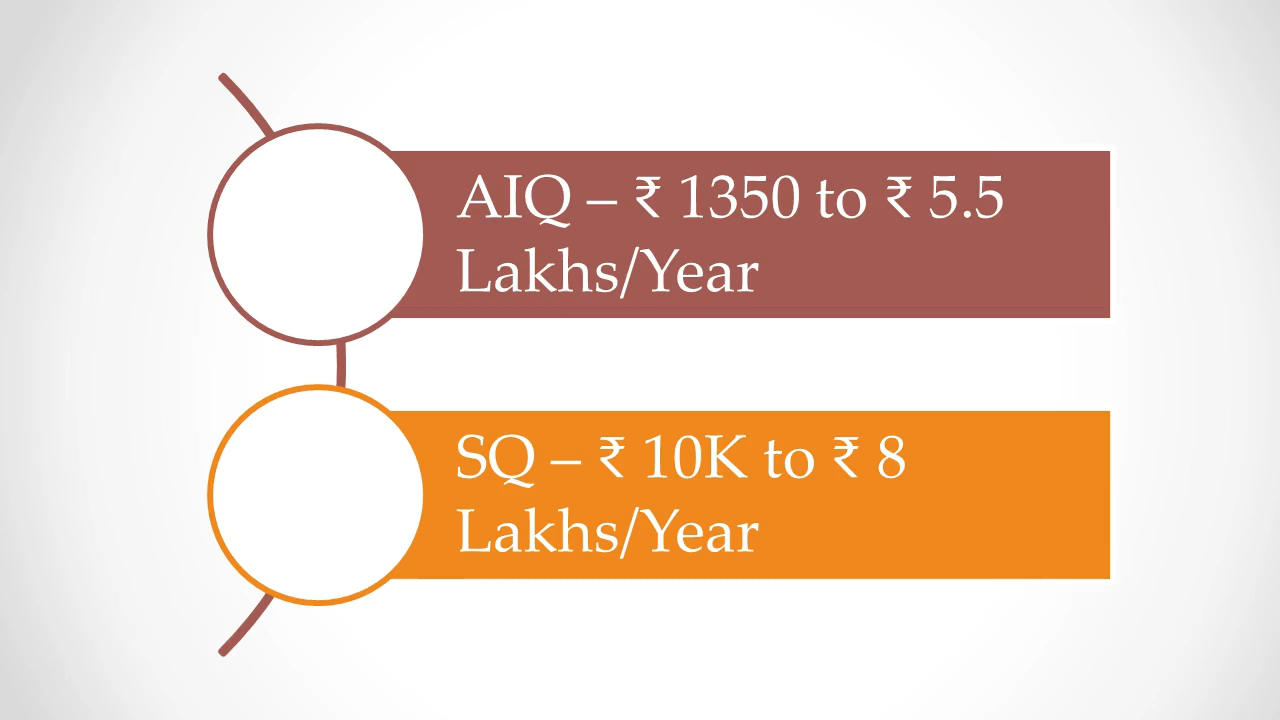 AIQ – ₹ 1350 to ₹ 5.5
Lakhs/Year
SQ – ₹ 10K to ₹ 8
Lakhs/Year